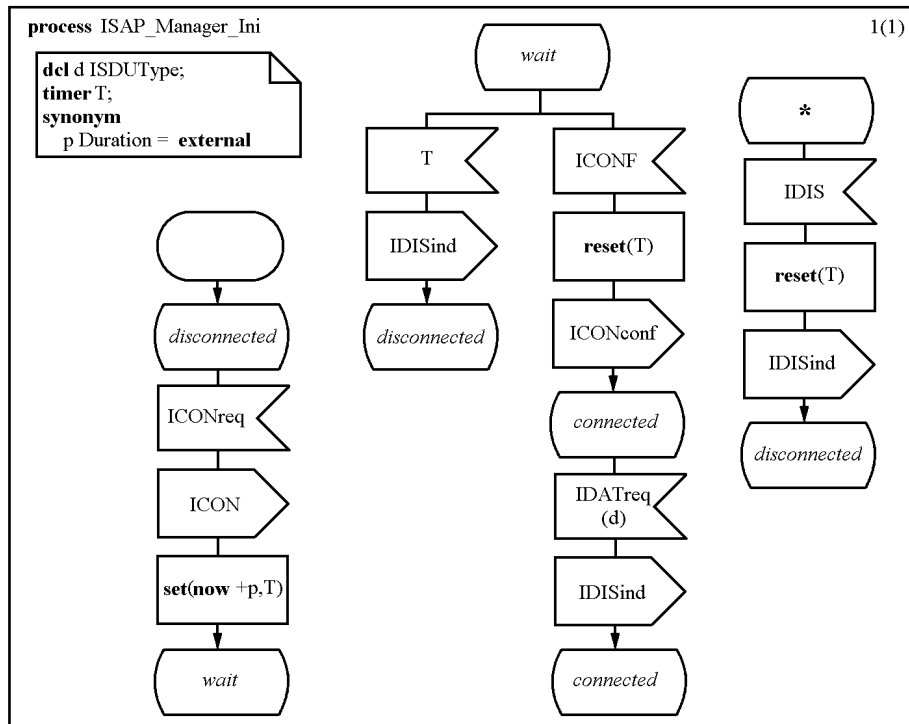 process ISAP_Manager_Ini
1(1)
dcl d ISDUType;
timer T;
synonym
p Duration = external
disconnected
ICONreq
ICON
set(now +p,T)
wait
wait
T
IDISind
disconnected
ICONF
reset(T)
ICONconf
connected
IDATreq
(d)
IDISind
connected
*
IDIS
reset(T)
IDISind
disconnected